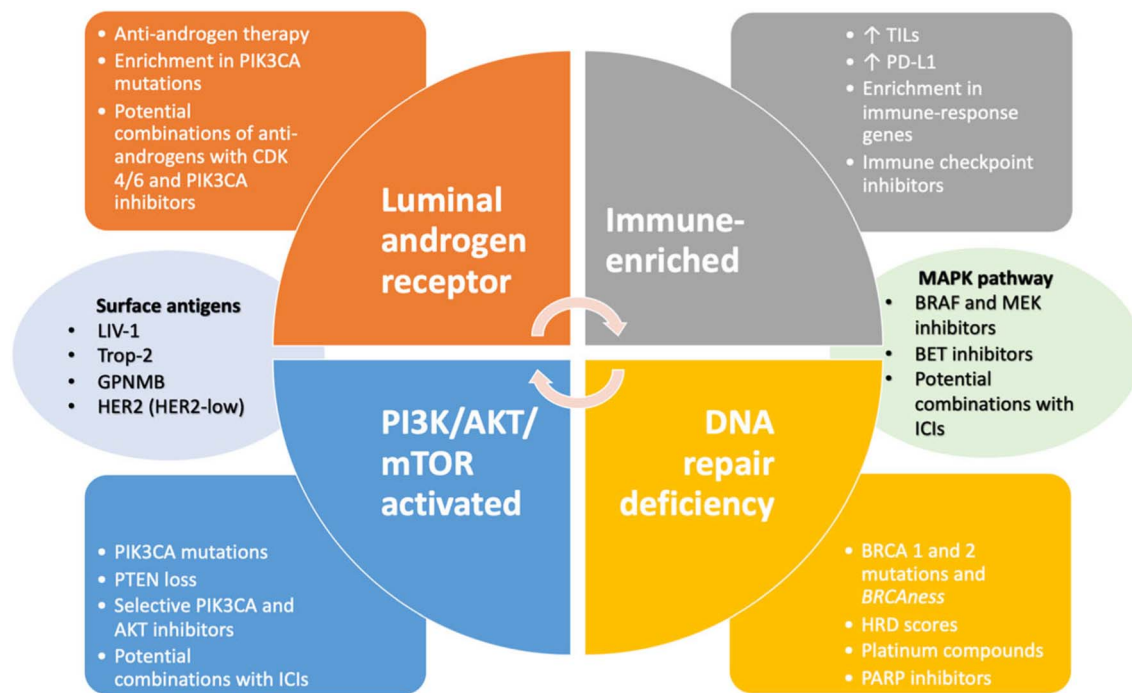 • Anti-androgen therapy
• Enrichment in PIK3CA
mutations
• Potential
combinations of anti-
androgens with CDK
4/6 and PIK3CA
inhibitors
Luminal
androgen
receptor
• ↑ TILs
• ↑ PD-L1
• Enrichment in
immune-response
genes
• Immune checkpoint
inhibitors
Immune-
enriched
Surface antigens
• LIV-1
• Trop-2
• GPNMB
• HER2 (HER2-low)
MAPK pathway
• BRAF and MEK
inhibitors
• BET inhibitors
• Potential
combinations with
ICIs
PI3K/AKT/
mTOR
activated
• PIK3CA mutations
• PTEN loss
• Selective PIK3CA and
AKT inhibitors
• Potential
combinations with ICIs
DNA
repair
deficiency
• BRCA 1 and 2
mutations and
BRCAness
• HRD scores
• Platinum compounds
• PARP inhibitors